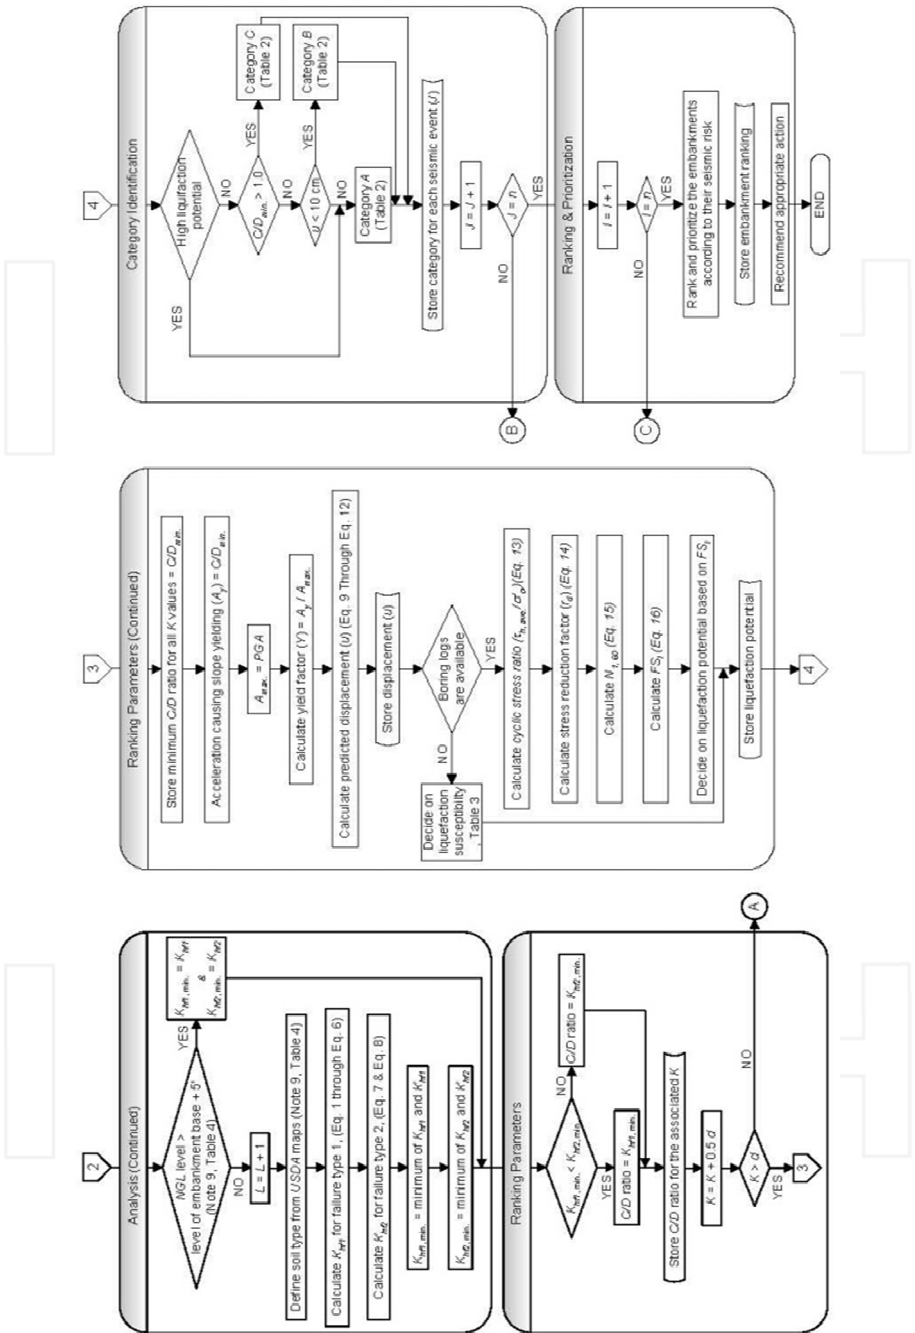 2
Analysis (Continued)
NGL level >
level of embankment base + 5'
(Note 9, Table 4)
YES
K_hf1,min. = K_hf1
&
K_hf2,min. = K_hf2
NO
L = L + 1
Define soil type from USDA maps (Note 9, Table 4)
Calculate K_hf1 for failure type 1, (Eq. 1 through Eq. 6)
Calculate K_hf2 for failure type 2, (Eq. 7 & Eq. 8)
K_hf1,min. = minimum of K_hf1 and K_hf1
K_hf2,min. = minimum of K_hf2 and K_hf2
Ranking Parameters
K_hf1,min. < K_hf2,min.
NO
C/D ratio = K_hf2,min.
YES
C/D ratio = K_hf1,min.
Store C/D ratio for the associated K
K = K + 0.5 d
K > d
NO
A
YES
3
3
Ranking Parameters (Continued)
Store minimum C/D ratio for all K values = C/D min.
Acceleration causing slope yielding (A_y) = C/D min.
A max. = PGA
Calculate yield factor (Y) = A_y / A max.
Calculate predicted displacement (u) (Eq. 9 Through Eq. 12)
Store displacement (u)
Boring logs
are available
NO
Decide on
liquefaction
susceptibility
, Table 3
YES
Calculate cyclic stress ratio (τ_h,ave/σ'_o)(Eq. 13)
Calculate stress reduction factor (r_d) (Eq. 14)
Calculate N_1,60 (Eq. 15)
Calculate FS_l (Eq. 16)
Decide on liquefaction potential based on FS_l
Store liquefaction potential
4
4
Category Identification
High liquifaction
potential
YES
NO
C/D min. > 1.0
YES
Category C
(Table 2)
NO
u < 10 cm
YES
Category B
(Table 2)
NO
Category A
(Table 2)
Store category for each seismic event (J)
J = J + 1
J = n
NO
B
YES
Ranking & Prioritization
I = I + 1
I = n
NO
C
YES
Rank and prioritize the embankments
according to their seismic risk
Store embankment ranking
Recommend appropriate action
END